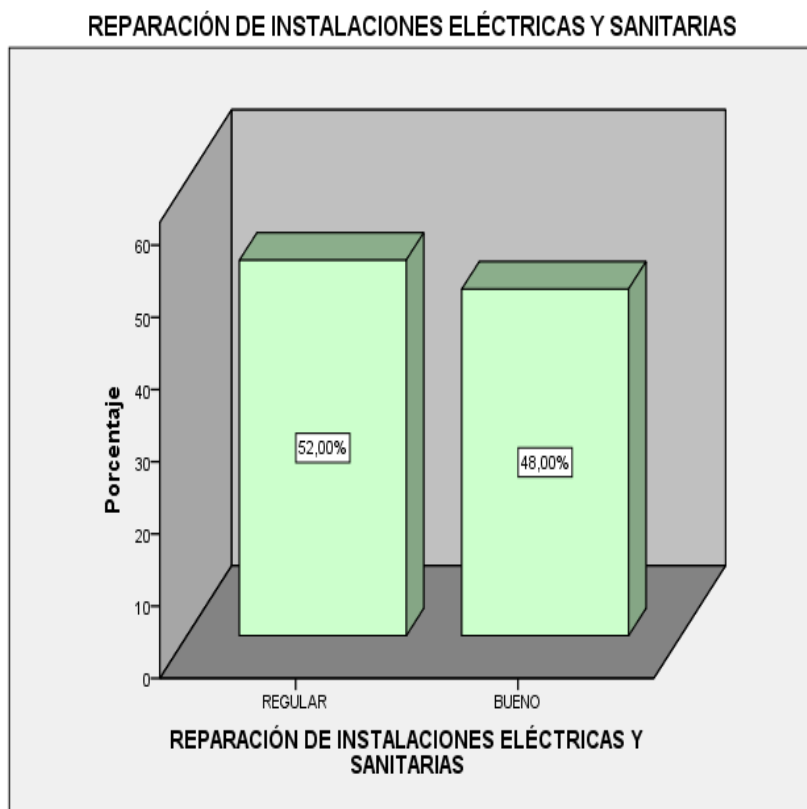 REPARACIÓN DE INSTALACIONES ELÉCTRICAS Y SANITARIAS
Porcentaje
60
50
40
30
20
10
0
52,00%
48,00%
REGULAR
BUENO
REPARACIÓN DE INSTALACIONES ELÉCTRICAS Y
SANITARIAS